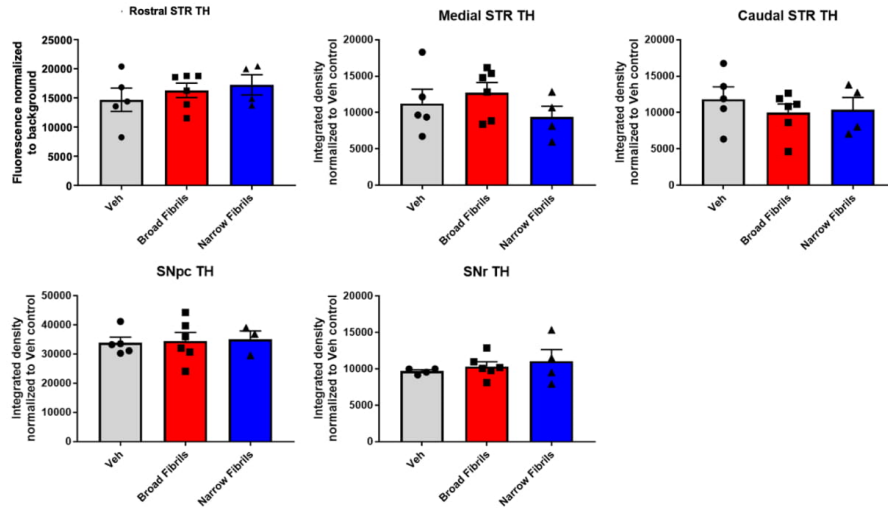 Rostral STR TH
Fluorescence normalized
to background
25000
20000
15000
10000
5000
0
Veh
Broad Fibrils
Narrow Fibrils
Medial STR TH
Integrated density
normalized to Veh control
20000
15000
10000
5000
0
Veh
Broad Fibrils
Narrow Fibrils
Caudal STR TH
Integrated density
normalized to Veh control
20000
15000
10000
5000
0
Veh
Broad Fibrils
Narrow Fibrils
SNpc TH
Integrated density
normalized to Veh control
50000
40000
30000
20000
10000
0
Veh
Broad Fibrils
Narrow Fibrils
SNr TH
Integrated density
normalized to Veh control
20000
15000
10000
5000
0
Veh
Broad Fibrils
Narrow Fibrils